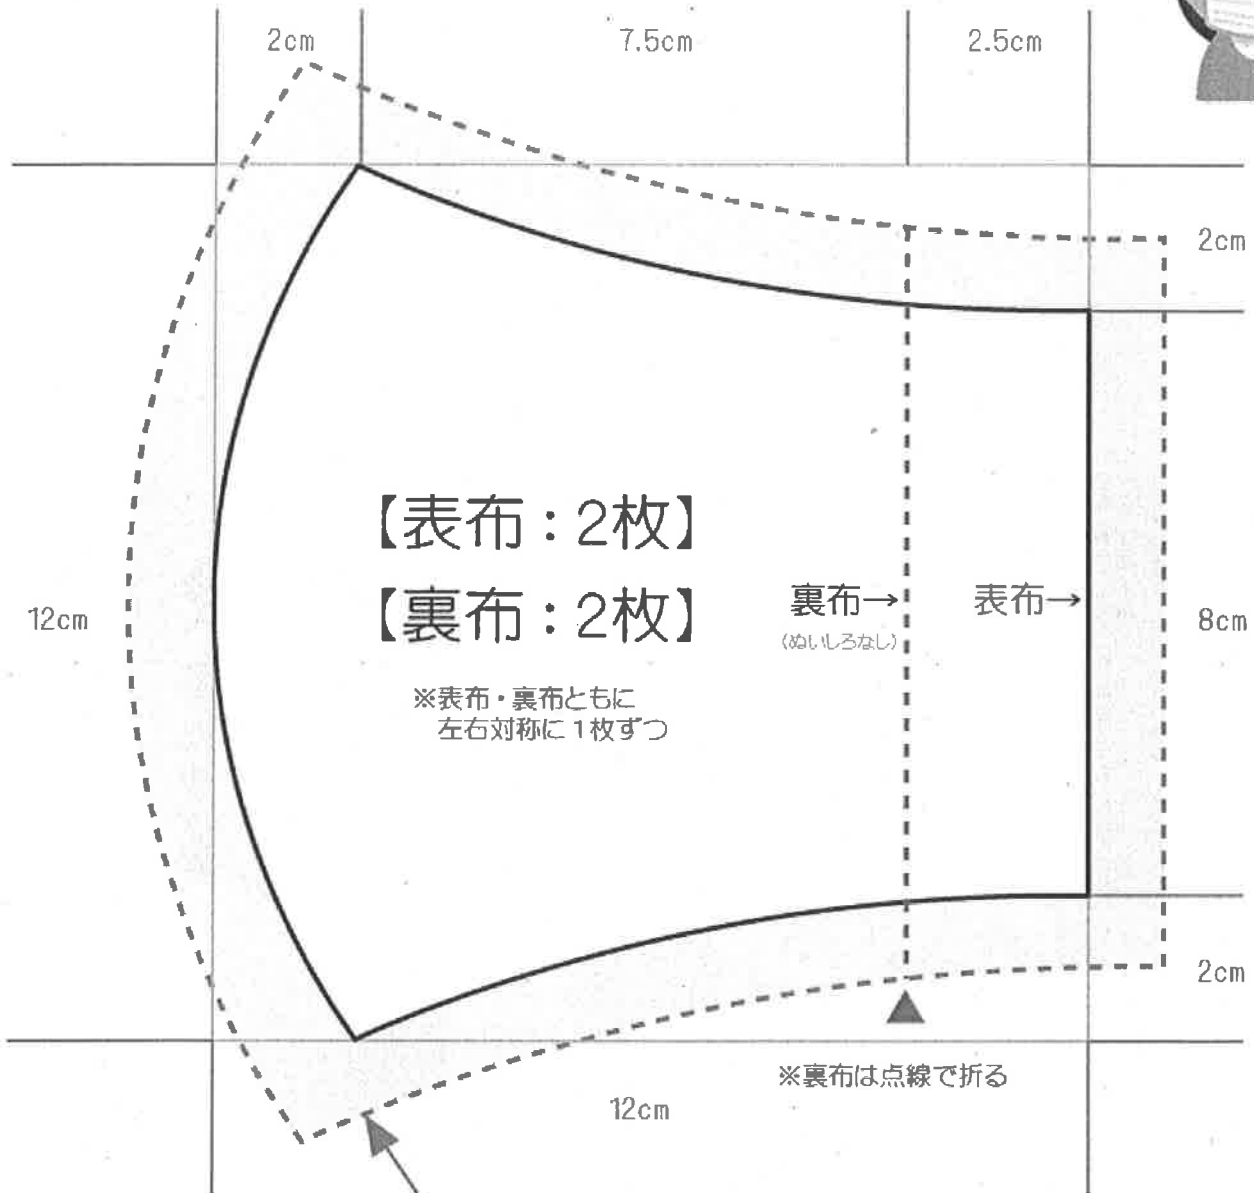 2cm
7.5cm
2.5cm
2cm
【表布：2枚】
【裏布：2枚】
裏布→
(ぬいしろなし)
表布→
12cm
8cm
※表布・裏布ともに
左右対称に1枚ずつ
2cm
※裏布は点線で折る
12cm